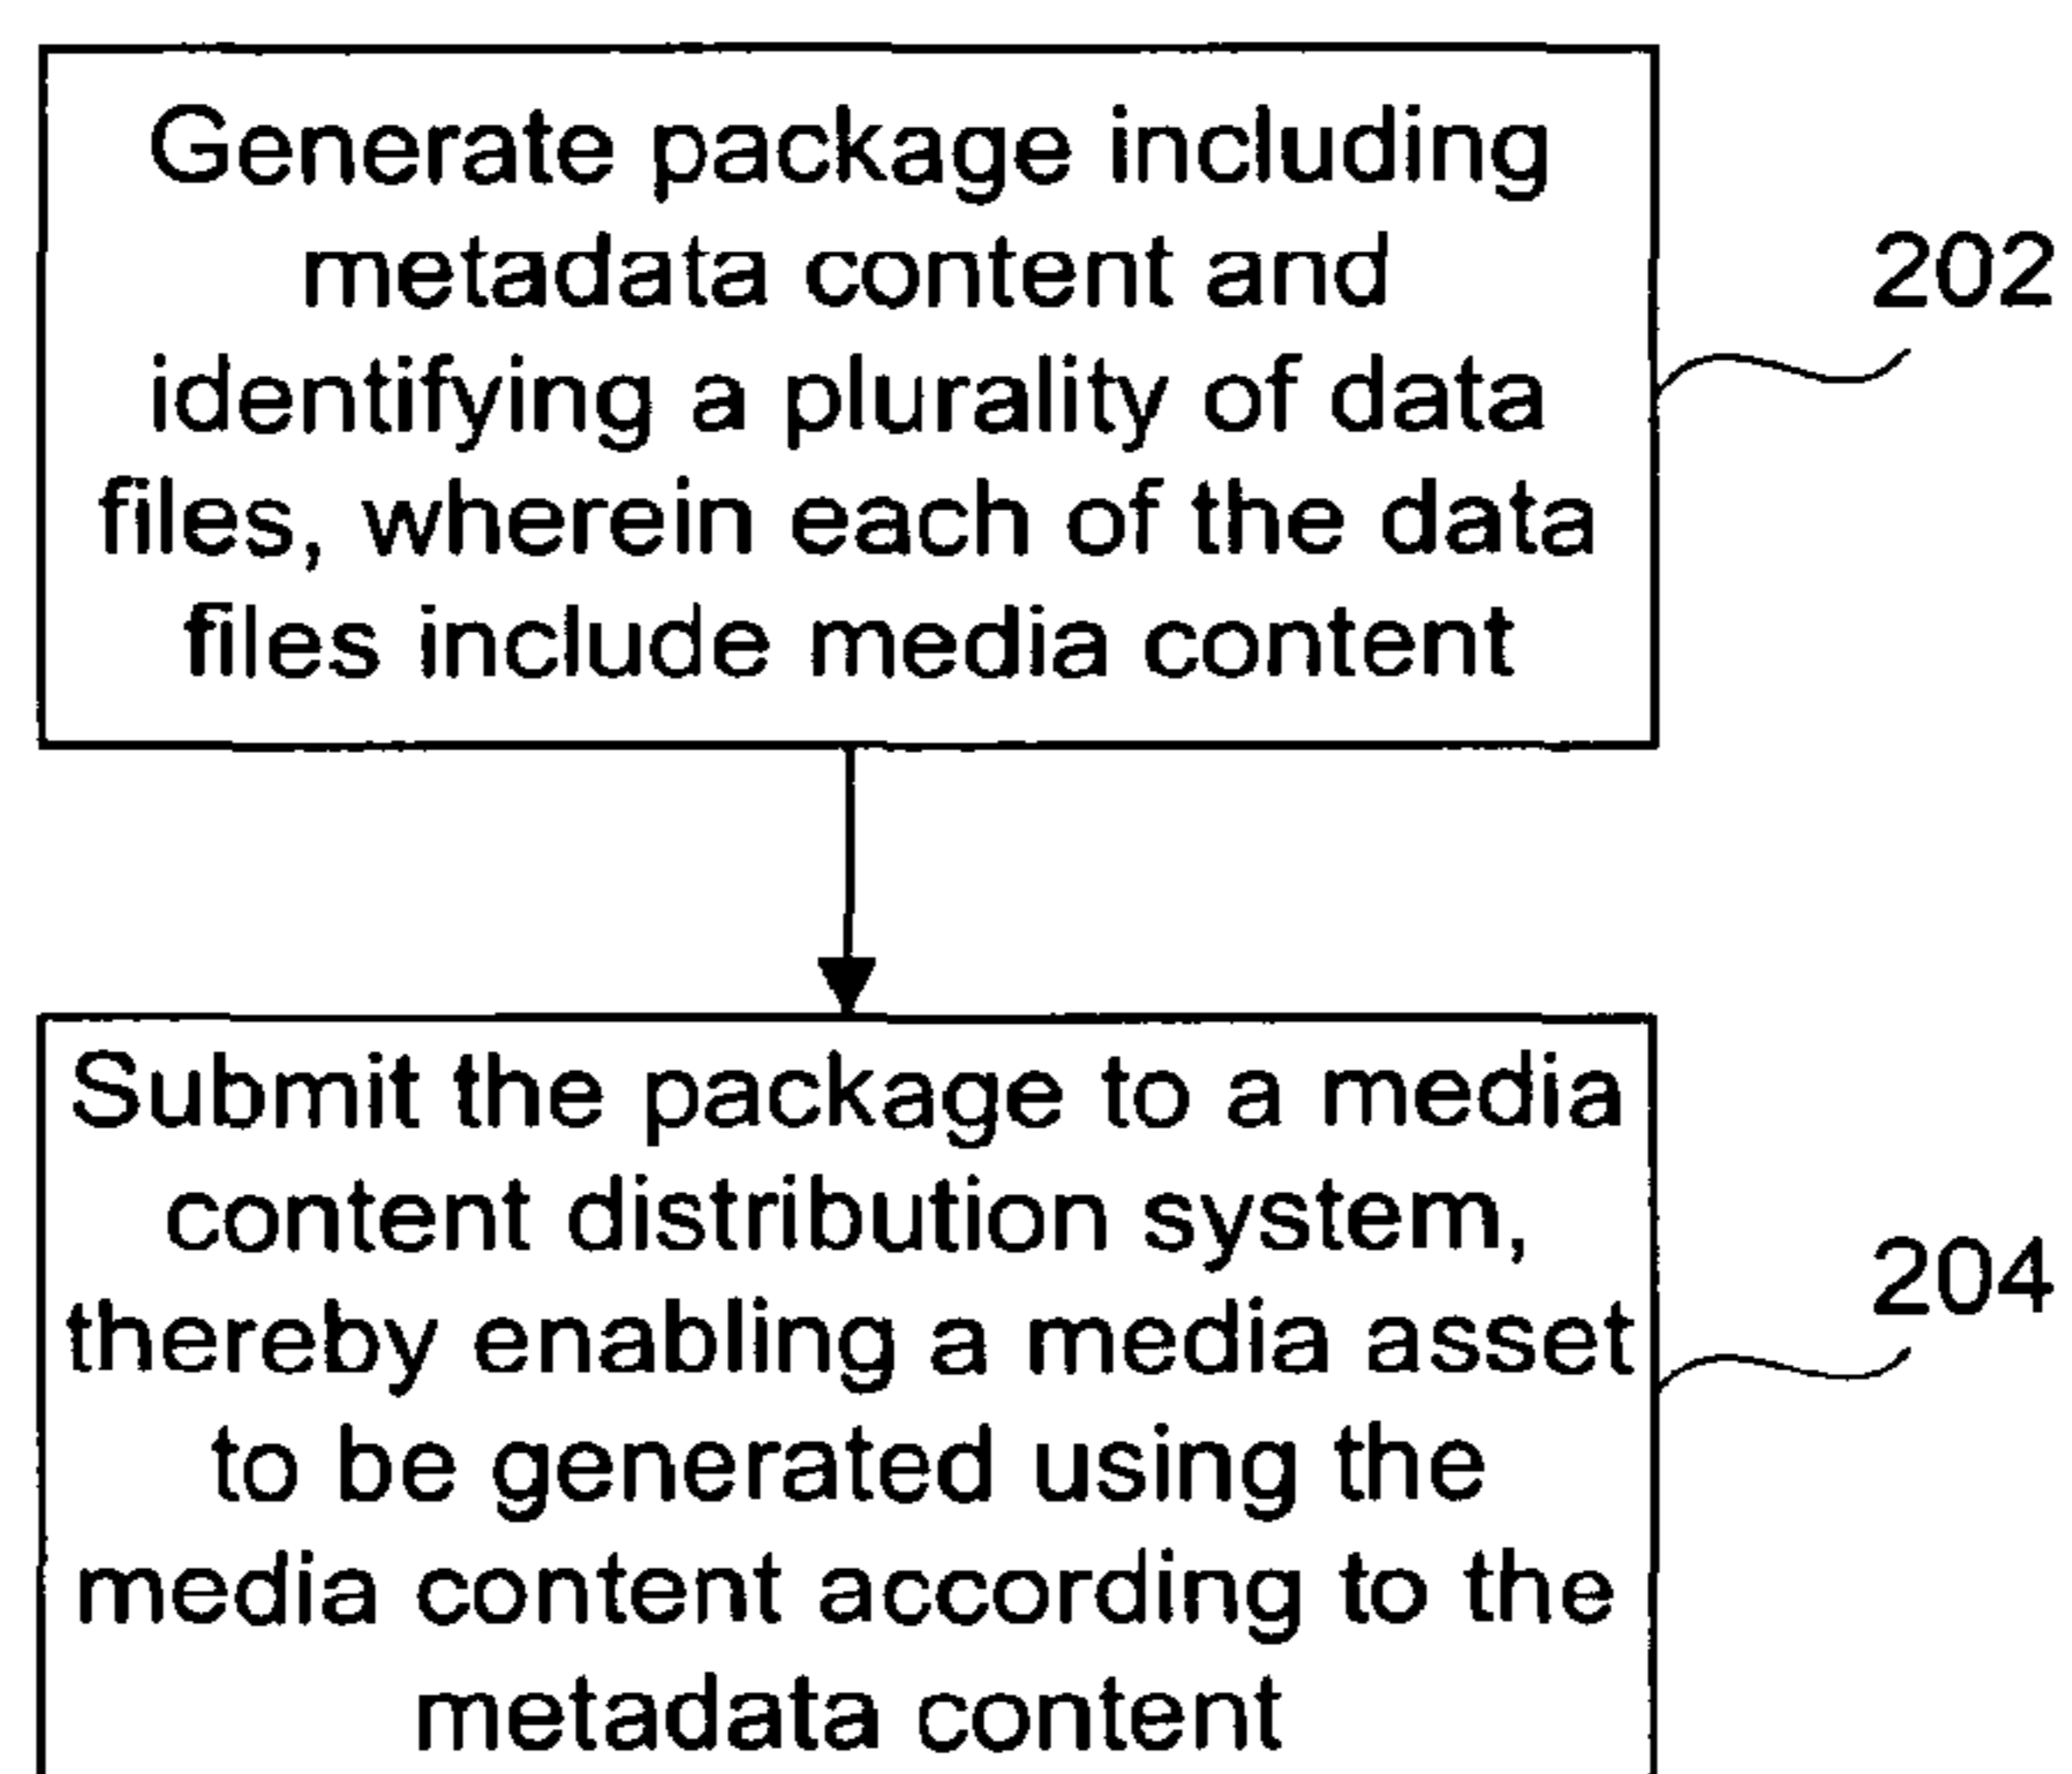 Generate package including
metadata content and
identifying a plurality of data
files, wherein each of the data
files include media content
202
Submit the package to a media
content distribution system,
thereby enabling a media asset
to be generated using the
media content according to the
metadata content
204